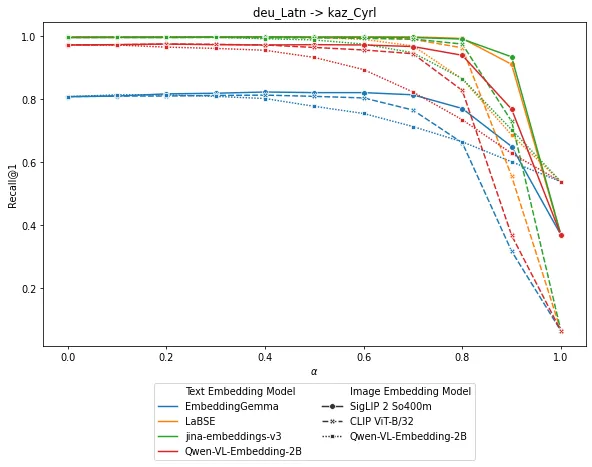 deu_Latn -> kaz_Cyrl
Recall@1
1.0
0.8
0.6
0.4
0.2
0.0 0.2 0.4 0.6 0.8 1.0
α
Text Embedding Model
EmbeddingGemma
LaBSE
jina-embeddings-v3
Qwen-VL-Embedding-2B
Image Embedding Model
SigLIP 2 So400m
CLIP ViT-B/32
Qwen-VL-Embedding-2B